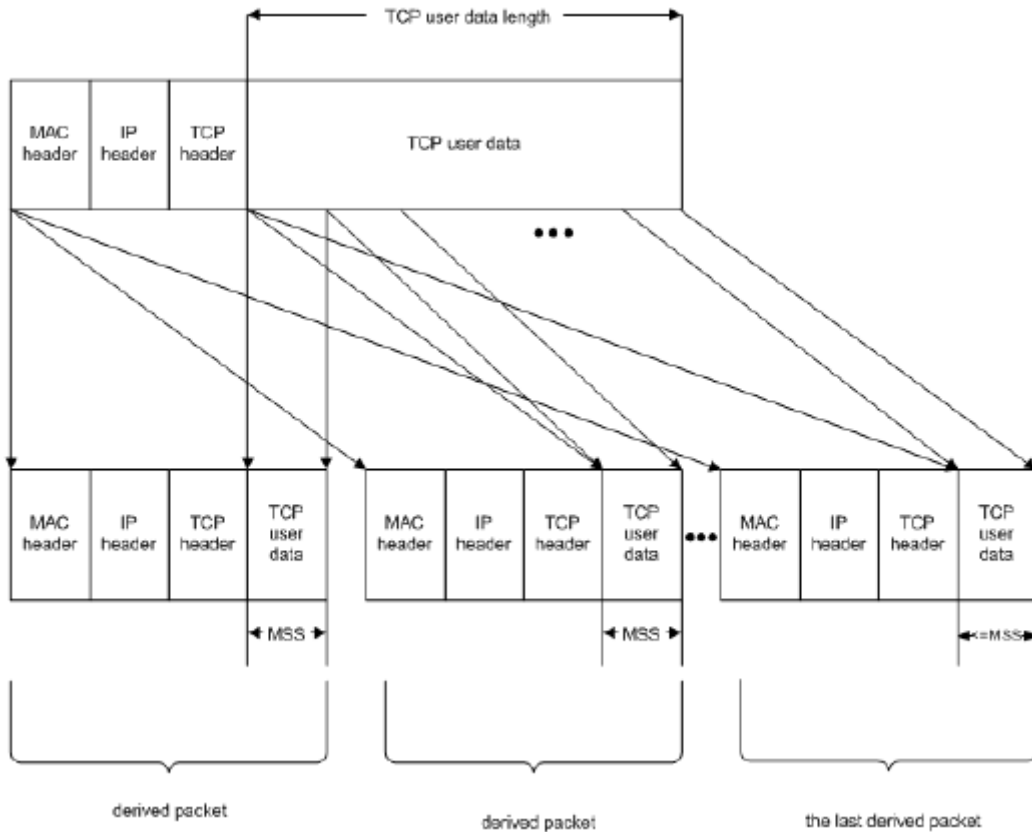 TCP user data length
MAC header
IP header
TCP header
TCP user data
•••
MAC header
IP header
TCP header
TCP user data
MAC header
IP header
TCP header
TCP user data
•••
MAC header
IP header
TCP header
TCP user data
MSS
MSS
<=MSS
derived packet
derived packet
the last derived packet